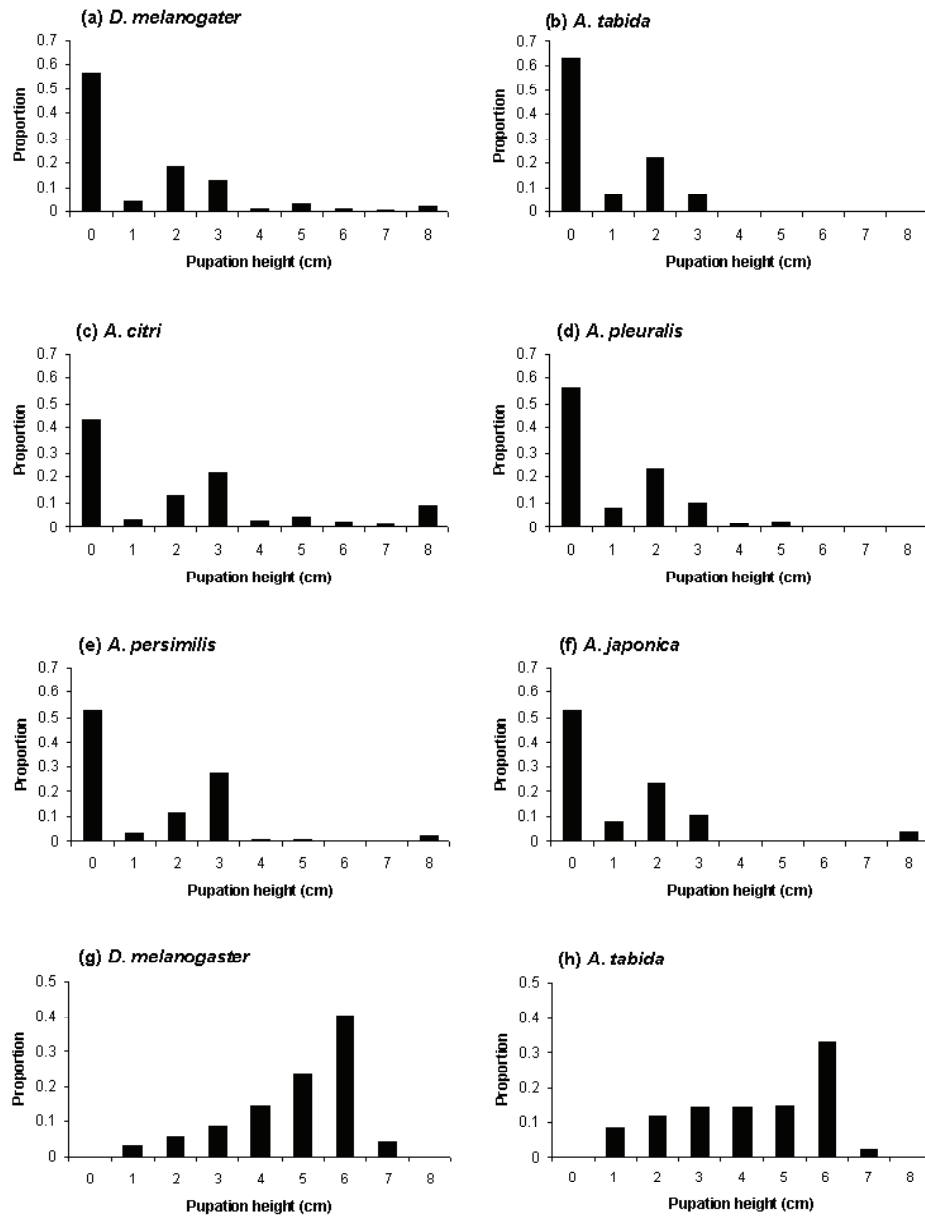 (a) D. melanogater
0.7
0.6
0.5
0.4
0.3
0.2
0.1
0
Proportion
0 1 2 3 4 5 6 7 8
Pupation height (cm)
(b) A. tabida
0.7
0.6
0.5
0.4
0.3
0.2
0.1
0
Proportion
0 1 2 3 4 5 6 7 8
Pupation height (cm)
(c) A. citri
0.7
0.6
0.5
0.4
0.3
0.2
0.1
0
Proportion
0 1 2 3 4 5 6 7 8
Pupation height (cm)
(d) A. pleuralis
0.7
0.6
0.5
0.4
0.3
0.2
0.1
0
Proportion
0 1 2 3 4 5 6 7 8
Pupation height (cm)
(e) A. persimilis
0.7
0.6
0.5
0.4
0.3
0.2
0.1
0
Proportion
0 1 2 3 4 5 6 7 8
Pupation height (cm)
(f) A. japonica
0.7
0.6
0.5
0.4
0.3
0.2
0.1
0
Proportion
0 1 2 3 4 5 6 7 8
Pupation height (cm)
(g) D. melanogaster
0.5
0.4
0.3
0.2
0.1
0
Proportion
0 1 2 3 4 5 6 7 8
Pupation height (cm)
(h) A. tabida
0.5
0.4
0.3
0.2
0.1
0
Proportion
0 1 2 3 4 5 6 7 8
Pupation height (cm)